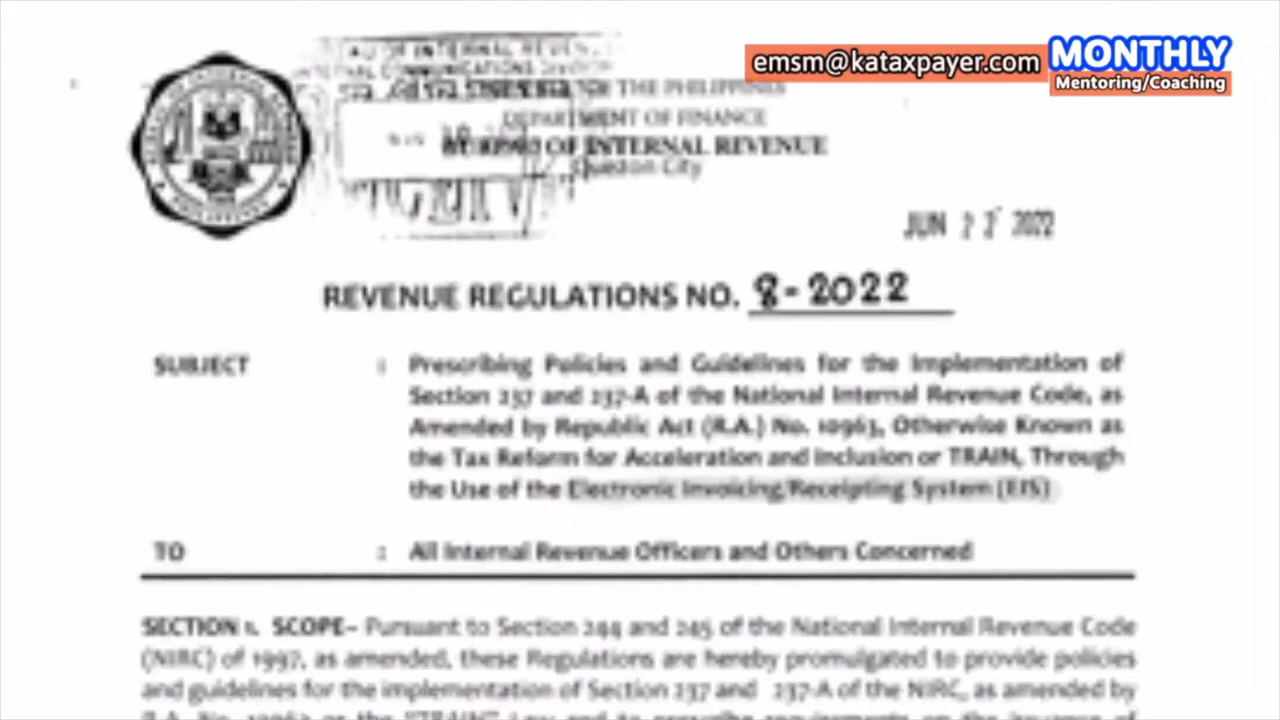 emsm@kataxpayer.com
MONTHLY
Mentoring/Coaching
THE PHILIPPINES
DEPARTMENT OF FINANCE
OF INTERNAL REVENUE
Quezon City
JUN 2022
REVENUE REGULATIONS NO. 8-2022
SUBJECT : Prescribing Policies and Guidelines for the Implementation of
Section 237 and 237-A of the National Internal Revenue Code, as
Amended by Republic Act (R.A.) No. 10963, Otherwise Known as
the Tax Reform for Acceleration and Inclusion or TRAIN, Through
the Use of the Electronic Invoicing/Receipting System (EIS)
TO : All Internal Revenue Officers and Others Concerned
SECTION 1. SCOPE– Pursuant to Section 244 and 245 of the National Internal Revenue Code
(NIRC) of 1997, as amended, these Regulations are hereby promulgated to provide policies
and guidelines for the implementation of Section 237 and 237-A of the NIRC, as amended by